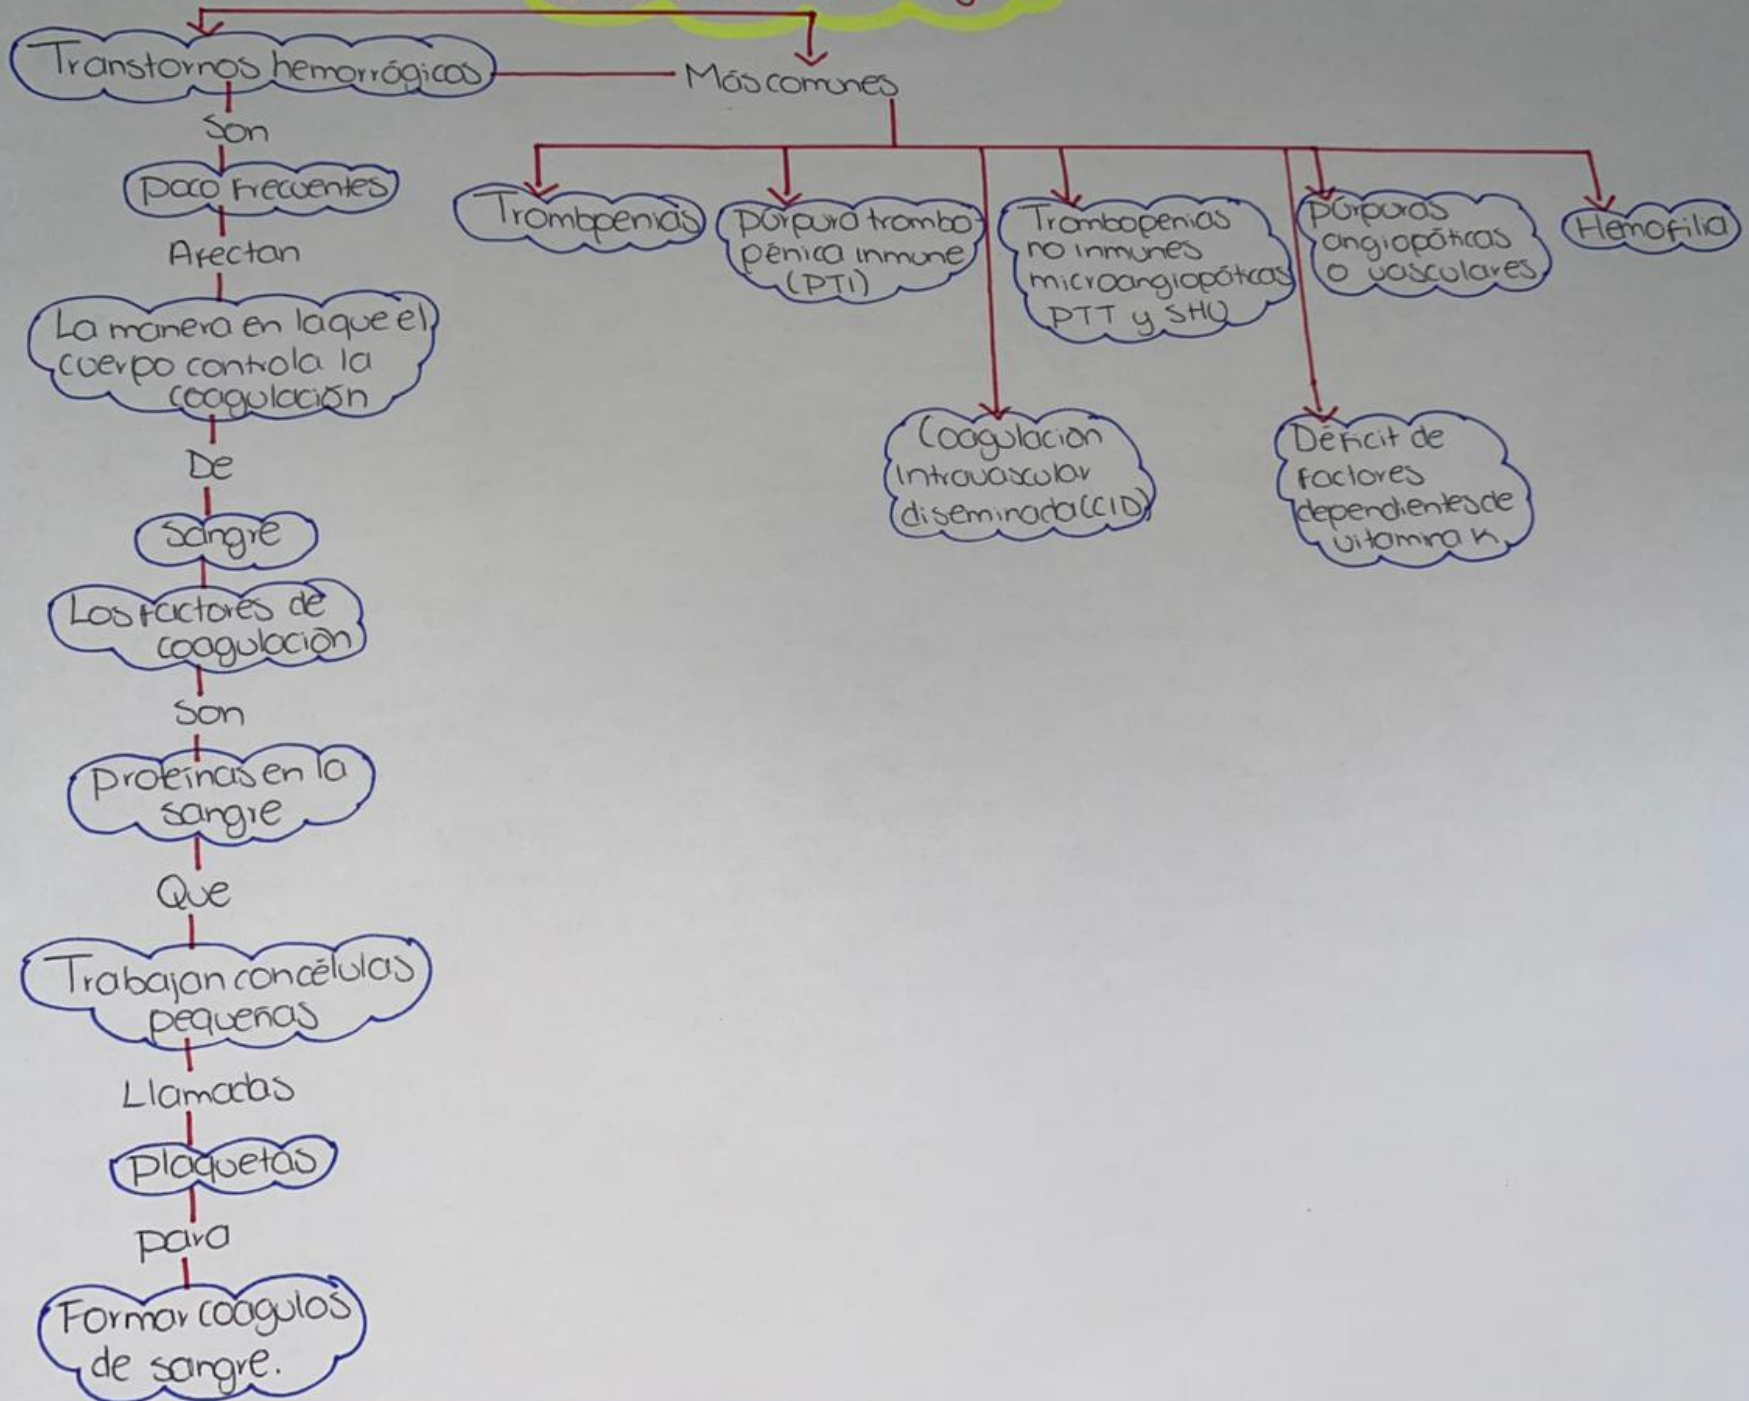 Transtornos hemorrágicos
Más comunes
Son
poco frecuentes
Afectan
La manera en la que el
cuerpo controla la
coagulación
De
sangre
Los factores de
coagulación
Son
proteínas en la
sangre
Que
Trabajan con células
pequeñas
Llamadas
plaquetas
para
Formar coágulos
de sangre.
Trombpenias
púrpura trombo-
pénica inmune
(PTI)
Trombopenias
no inmunes
microangiopáticas
PTT y SHU
púrpuras
angiopáticas
o vasculares
Hemofilia
Coagulación
Intravascular
diseminada (CID)
Déficit de
factores
dependientes de
vitamina K